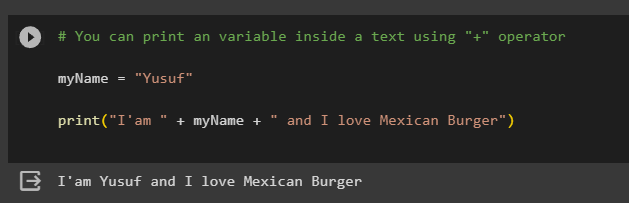 # You can print an variable inside a text using "+" operator
myName = "Yusuf"
print("I'am " + myName + " and I love Mexican Burger")
I'am Yusuf and I love Mexican Burger